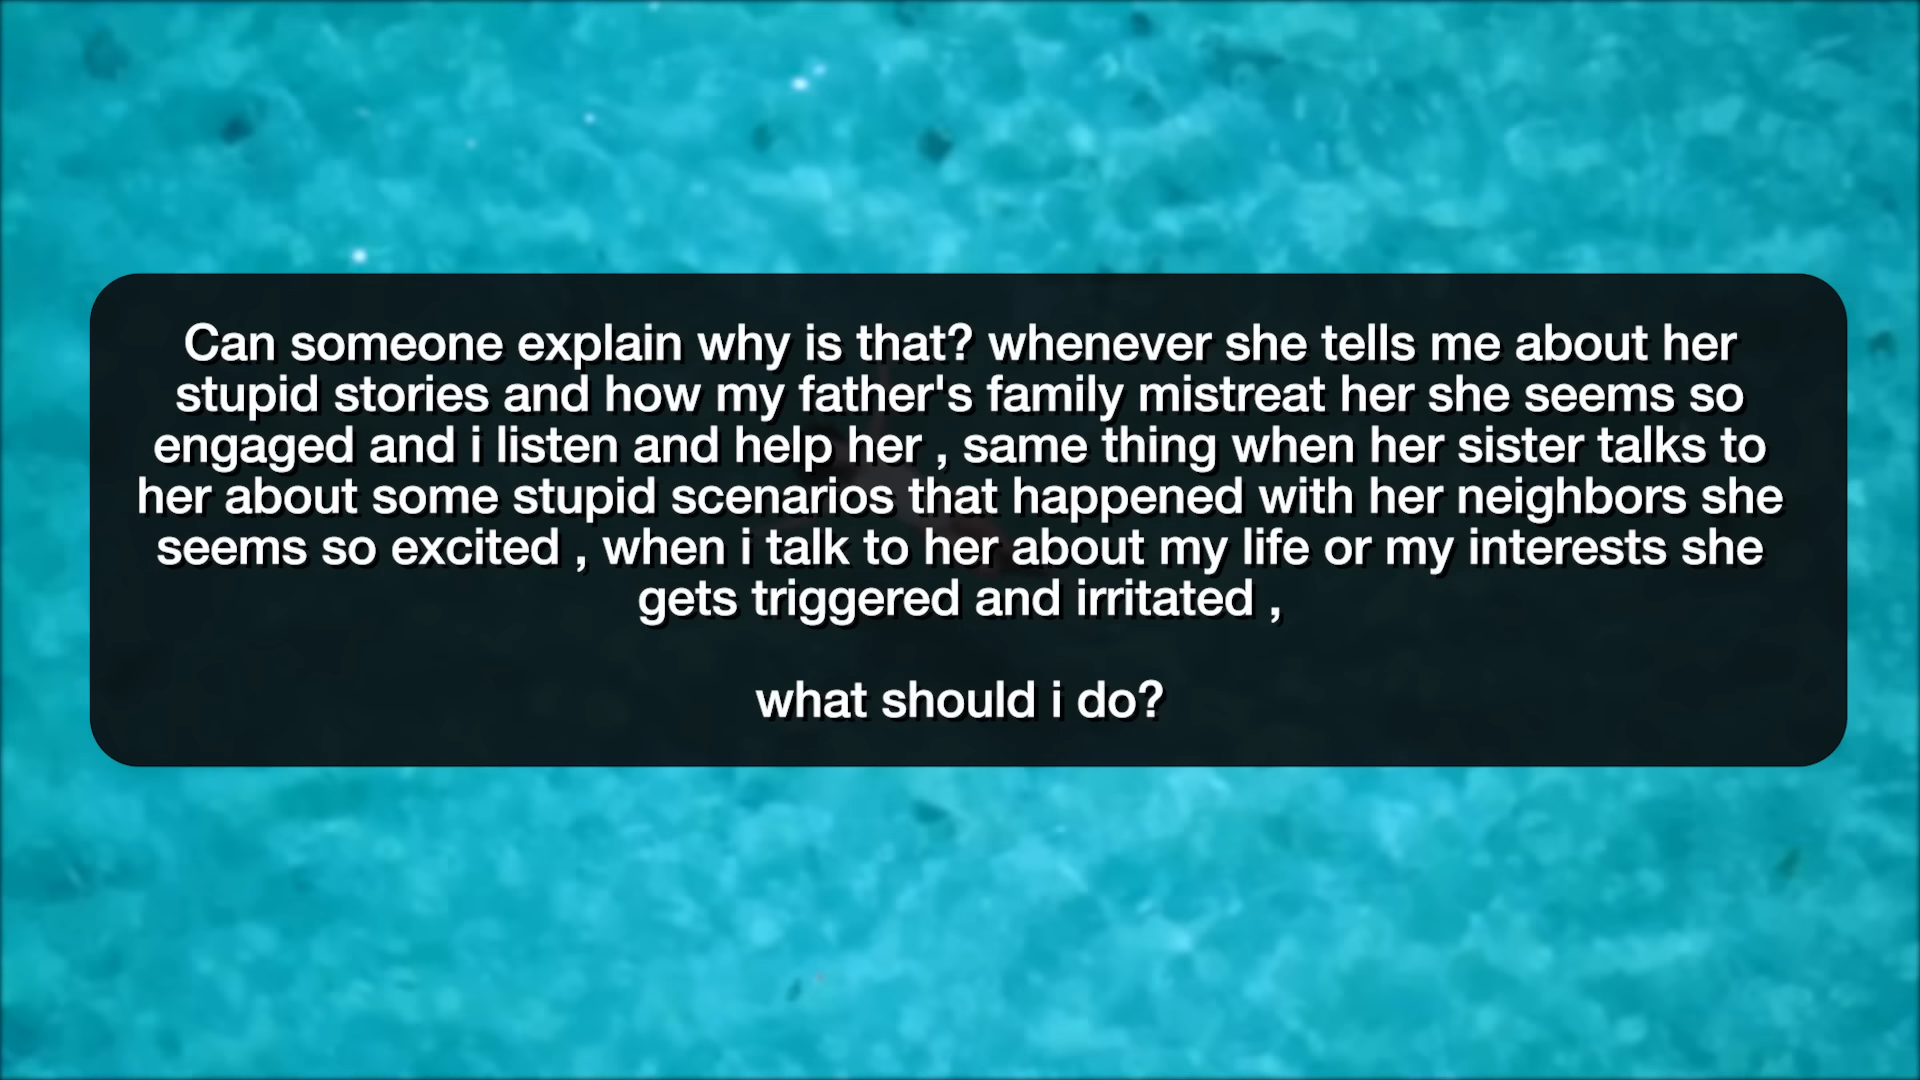 Can someone explain why is that? whenever she tells me about her
stupid stories and how my father's family mistreat her she seems so
engaged and i listen and help her , same thing when her sister talks to
her about some stupid scenarios that happened with her neighbors she
seems so excited , when i talk to her about my life or my interests she
gets triggered and irritated ,
what should i do?